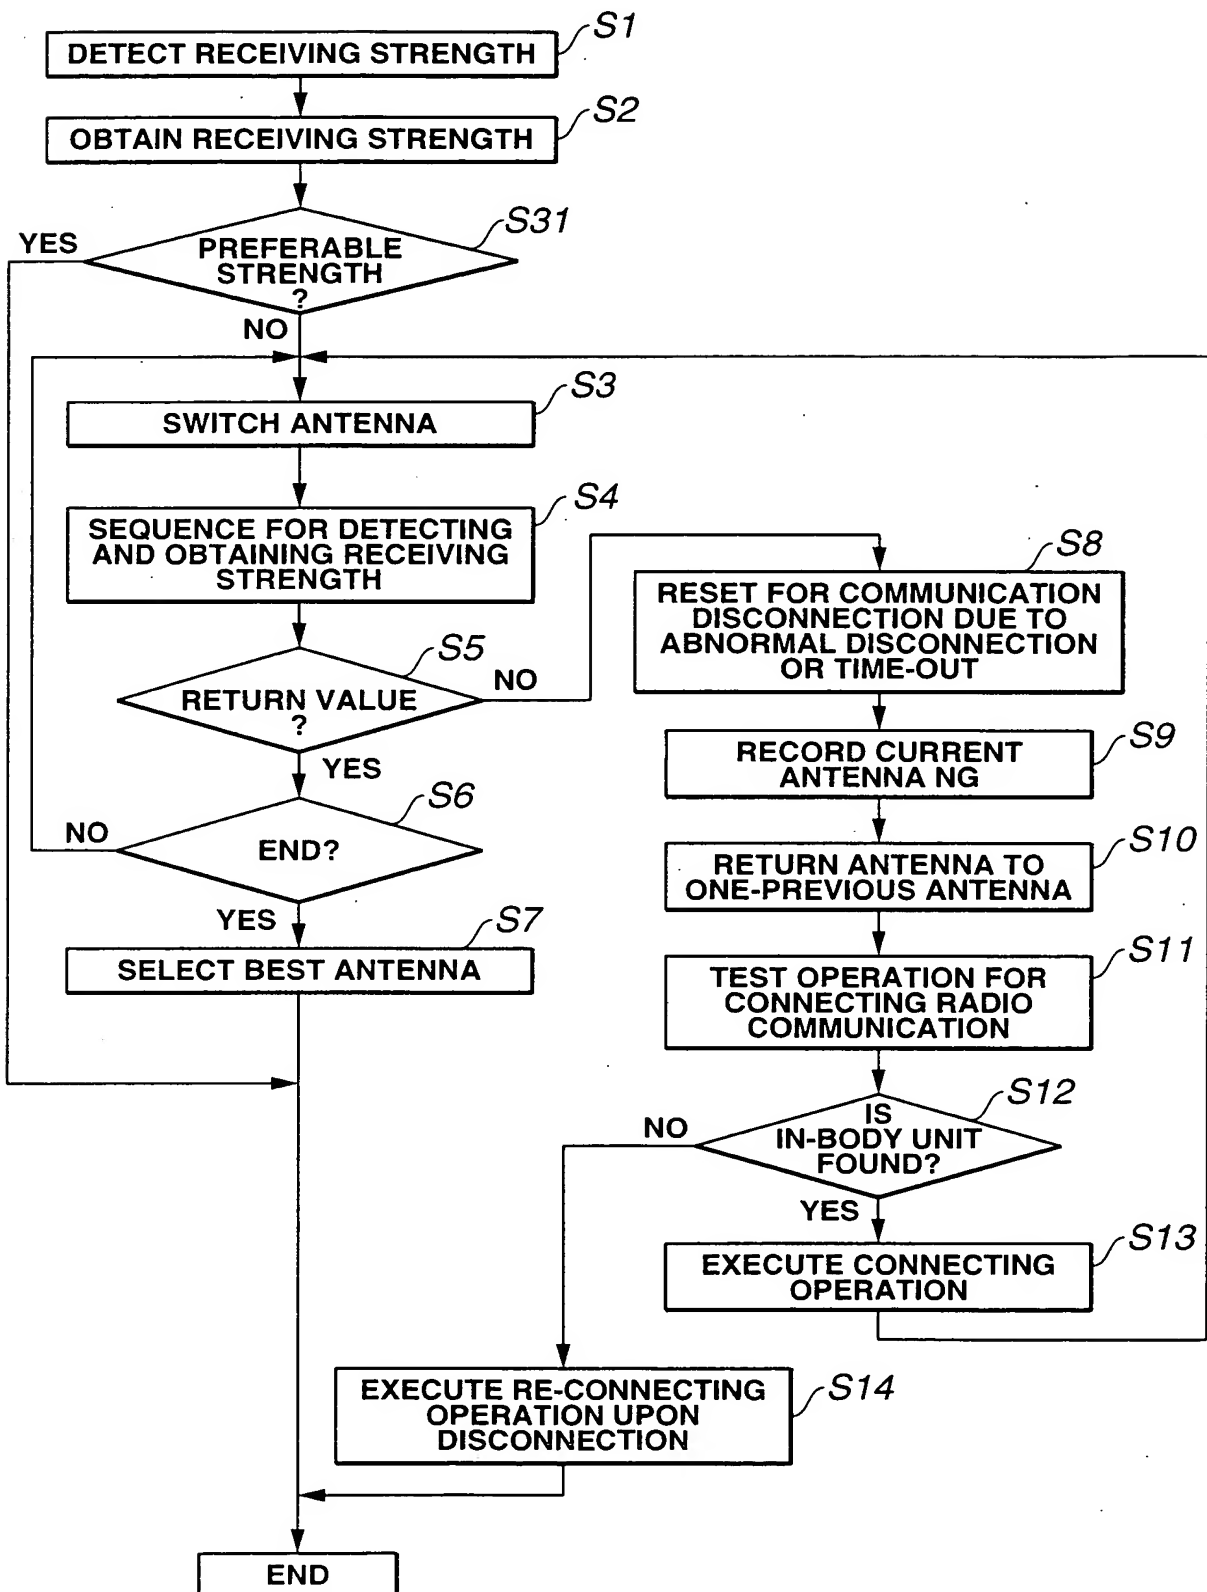 S1
DETECT RECEIVING STRENGTH
S2
OBTAIN RECEIVING STRENGTH
S31
YES
PREFERABLE
STRENGTH
?
NO
S3
SWITCH ANTENNA
S4
SEQUENCE FOR DETECTING
AND OBTAINING RECEIVING
STRENGTH
S5
RETURN VALUE
?
NO
YES
S6
NO
END?
YES
S7
SELECT BEST ANTENNA
S8
RESET FOR COMMUNICATION
DISCONNECTION DUE TO
ABNORMAL DISCONNECTION
OR TIME-OUT
S9
RECORD CURRENT
ANTENNA NG
S10
RETURN ANTENNA TO
ONE-PREVIOUS ANTENNA
S11
TEST OPERATION FOR
CONNECTING RADIO
COMMUNICATION
S12
NO
IS
IN-BODY UNIT
FOUND?
YES
S13
EXECUTE CONNECTING
OPERATION
S14
EXECUTE RE-CONNECTING
OPERATION UPON
DISCONNECTION
END